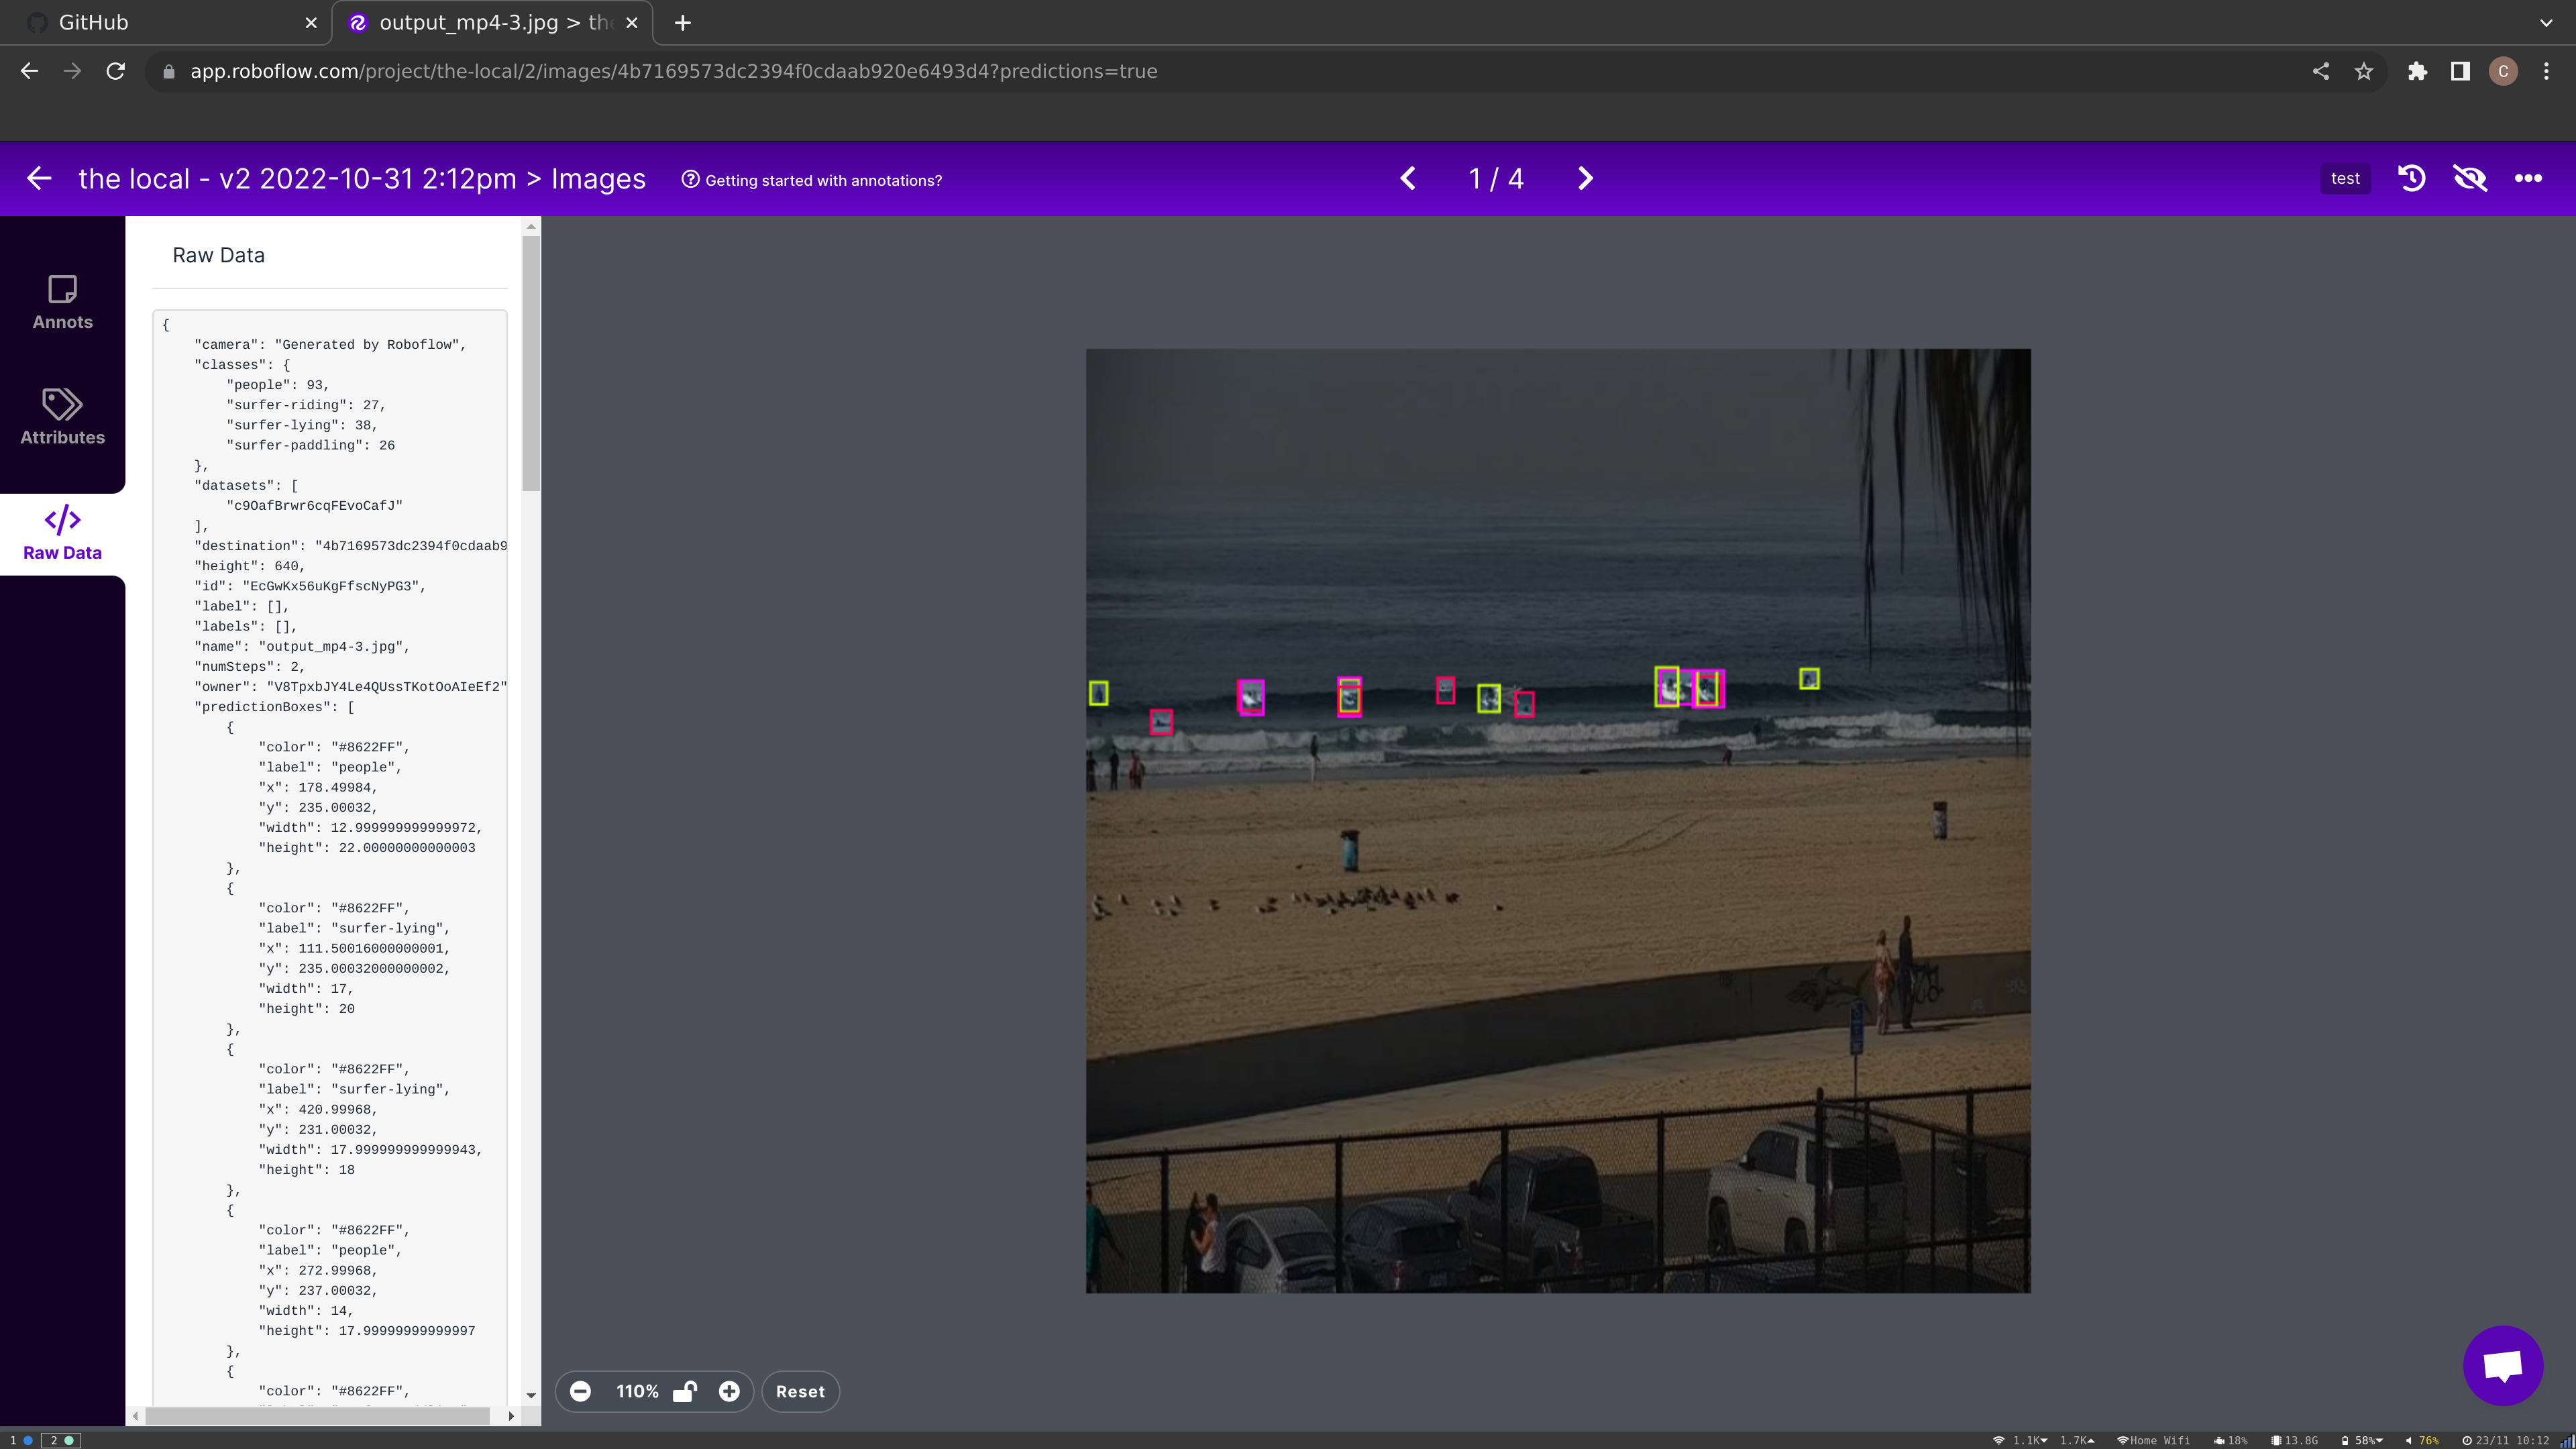 GitHub
output_mp4-3.jpg > the
app.roboflow.com/project/the-local/2/images/4b7169573dc2394f0cdaab920e6493d4?predictions=true
C
the local - v2 2022-10-31 2:12pm > Images
Getting started with annotations?
1 / 4
test
Annots
Attributes
Raw Data
Raw Data
{
"camera": "Generated by Roboflow",
"classes": {
"people": 93,
"surfer-riding": 27,
"surfer-lying": 38,
"surfer-paddling": 26
},
"datasets": [
"c9OafBrwr6cqFEvoCafJ"
],
"destination": "4b7169573dc2394f0cdaab9
"height": 640,
"id": "EcGwKx56uKgFfscNyPG3",
"label": [],
"labels": [],
"name": "output_mp4-3.jpg",
"numSteps": 2,
"owner": "V8TpxbJY4Le4QUssTKotOoAIeEf2"
"predictionBoxes": [
{
"color": "#8622FF",
"label": "people",
"x": 178.49984,
"y": 235.00032,
"width": 12.999999999999972,
"height": 22.00000000000003
},
{
"color": "#8622FF",
"label": "surfer-lying",
"x": 111.50016000000001,
"y": 235.00032000000002,
"width": 17,
"height": 20
},
{
"color": "#8622FF",
"label": "surfer-lying",
"x": 420.99968,
"y": 231.00032,
"width": 17.999999999999943,
"height": 18
},
{
"color": "#8622FF",
"label": "people",
"x": 272.99968,
"y": 237.00032,
"width": 14,
"height": 17.99999999999997
},
{
"color": "#8622FF",
110%
Reset
1
2
1.1K 1.7K Home Wifi 18% 13.8G 58% 76% 23/11 10:12